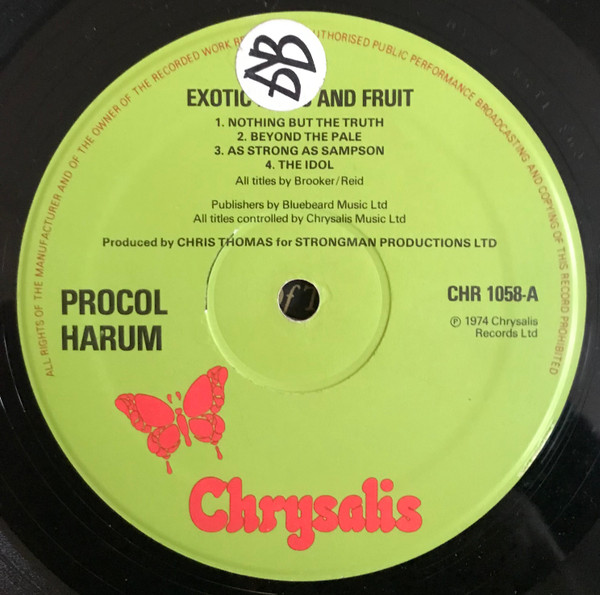 ALL RIGHTS OF THE MANUFACTURER AND OF THE OWNER OF THE RECORDED WORK AUTHORISED PUBLIC PERFORMANCE BROADCASTING AND COPYING OF THIS RECORD PROHIBITED
EXOTIC AND FRUIT
1. NOTHING BUT THE TRUTH
2. BEYOND THE PALE
3. AS STRONG AS SAMPSON
4. THE IDOL
All titles by Brooker/Reid
Publishers by Bluebeard Music Ltd
All titles controlled by Chrysalis Music Ltd
Produced by CHRIS THOMAS for STRONGMAN PRODUCTIONS LTD
PROCOL
HARUM
CHR 1058-A
℗ 1974 Chrysalis
Records Ltd
Chrysalis